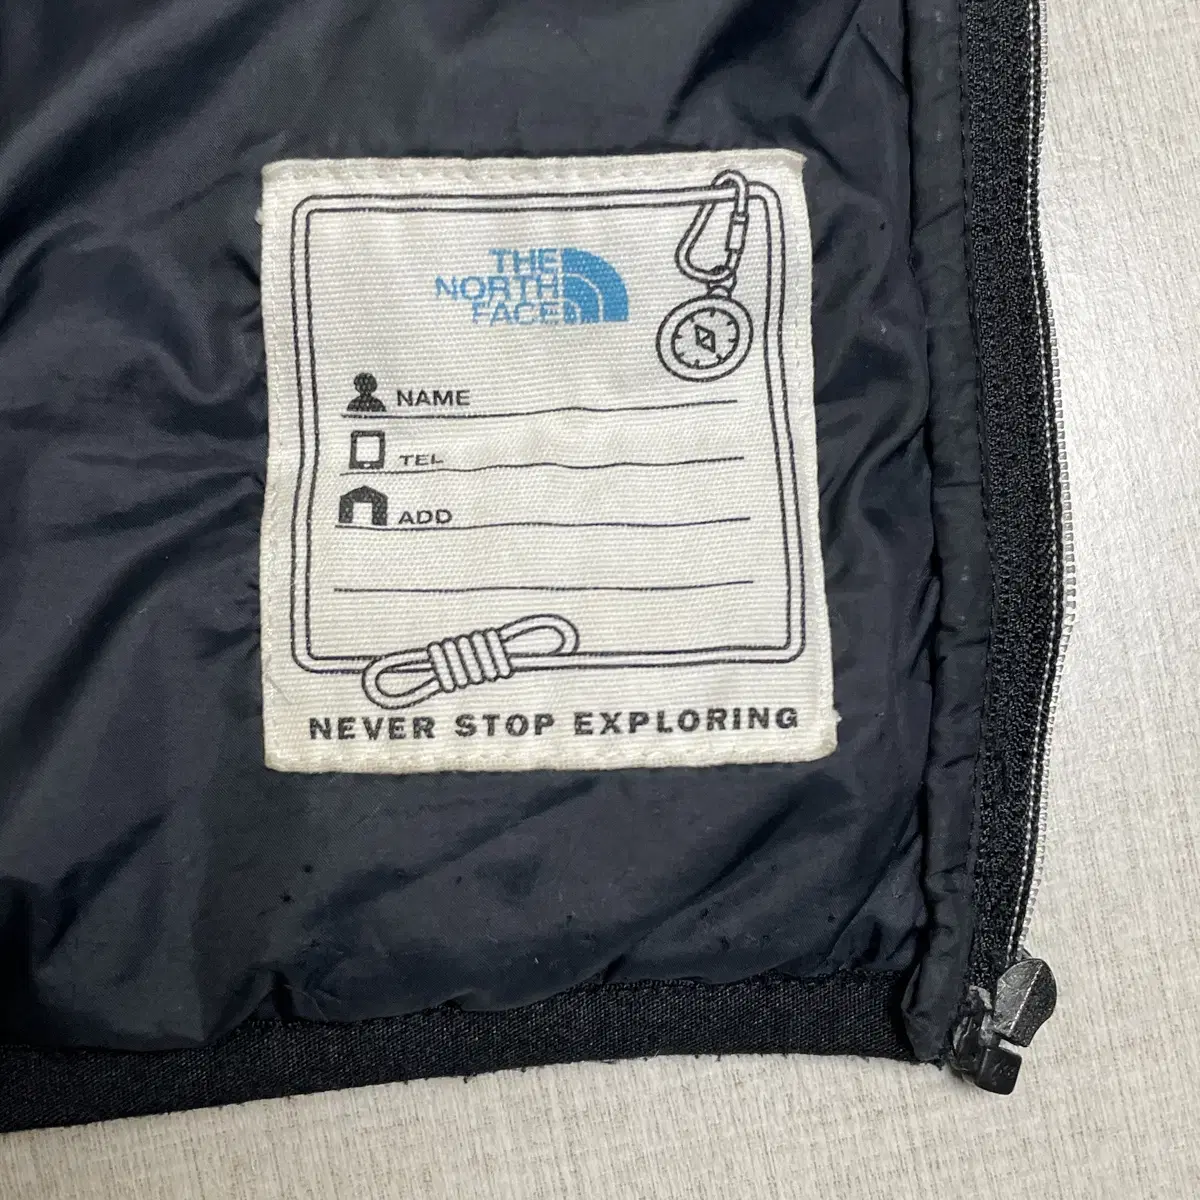 THE
NORTH
FACE
NAME
TEL
ADD
NEVER STOP EXPLORING